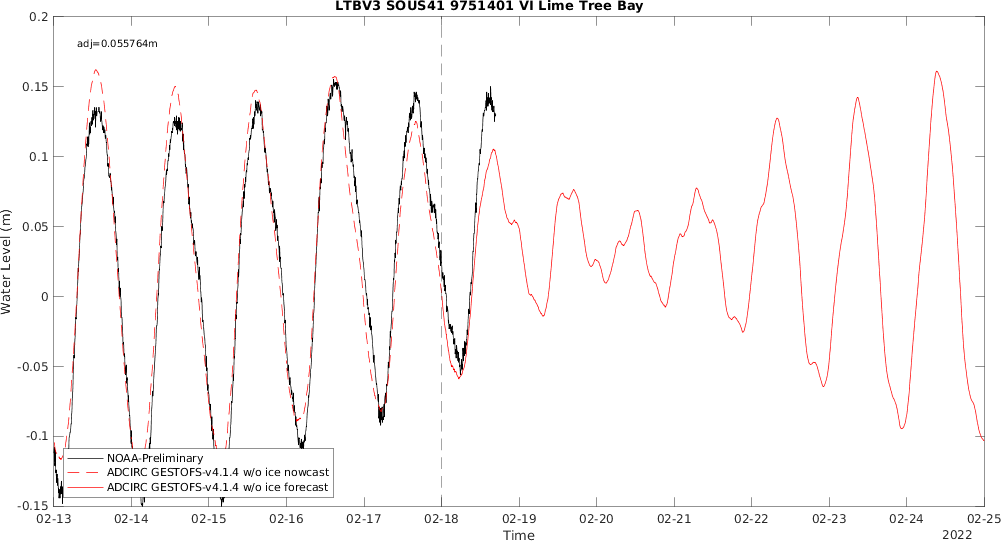 LTBV3 SOUS41 9751401 VI Lime Tree Bay
adj=0.055764m
0.2
0.15
0.1
0.05
0
-0.05
-0.1
-0.15
Water Level (m)
NOAA-Preliminary
ADCIRC GESTOFS-v4.1.4 w/o ice nowcast
ADCIRC GESTOFS-v4.1.4 w/o ice forecast
02-13 02-14 02-15 02-16 02-17 02-18 02-19 02-20 02-21 02-22 02-23 02-24 02-25
Time
2022